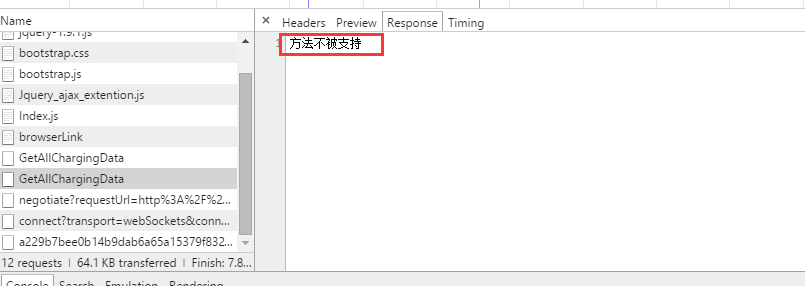 Name
jquery-1.9.1.js
bootstrap.css
bootstrap.js
Jquery_ajax_extention.js
Index.js
browserLink
GetAllChargingData
GetAllChargingData
negotiate?requestUrl=http%3A%2F%2...
connect?transport=webSockets&conn...
a229b7bee0b14b9db6a65a15379f832...
12 requests | 64.1 KB transferred | Finish: 7.8...
× Headers Preview Response Timing
1 方法不被支持
Console Search Emulation Rendering